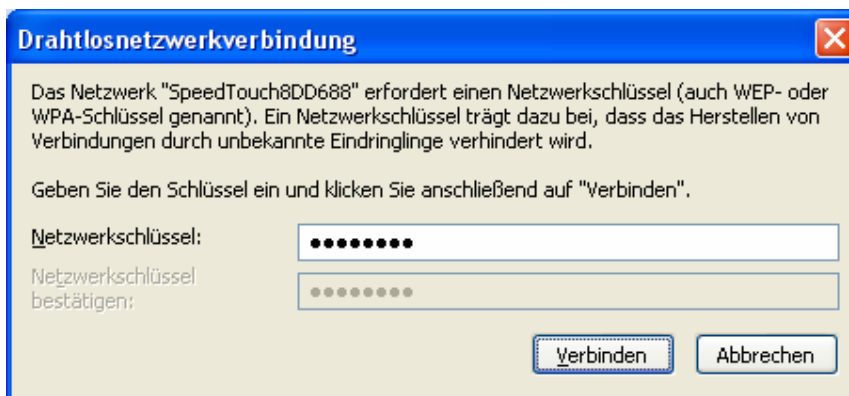 Drahtlosnetzwerkverbindung
Das Netzwerk "SpeedTouch8DD688" erfordert einen Netzwerkschlüssel (auch WEP- oder
WPA-Schlüssel genannt). Ein Netzwerkschlüssel trägt dazu bei, dass das Herstellen von
Verbindungen durch unbekannte Eindringlinge verhindert wird.
Geben Sie den Schlüssel ein und klicken Sie anschließend auf "Verbinden".
Netzwerkschlüssel: ••••••••
Netzwerkschlüssel
bestätigen: ••••••••
Verbinden Abbrechen